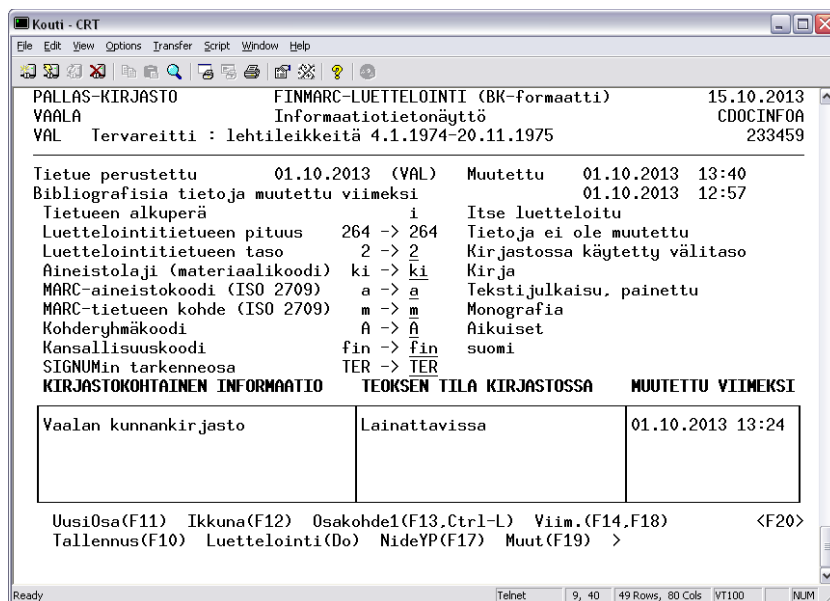 Kouti - CRT
File Edit View Options Transfer Script Window Help
PALLAS-KIRJASTO FINMARC-LUETTELOINTI (BK-formaatti) 15.10.2013
VAALA Informaatiotietonäyttö CDOCINFOA
VAL Tervareitti : lehtileikkeitä 4.1.1974-20.11.1975 233459
Tietue perustettu 01.10.2013 (VAL) Muutettu 01.10.2013 13:40
Bibliografisia tietoja muutettu viimeksi 01.10.2013 12:57
Tietueen alkuperä i Itse luetteloitu
Luettelointitietueen pituus 264 -> 264 Tietoja ei ole muutettu
Luettelointitietueen taso 2 -> 2 Kirjastossa käytetty välitaso
Aineistolaji (materiaalikoodi) ki -> ki Kirja
MARC-aineistokoodi (ISO 2709) a -> a Tekstijulkaisu, painettu
MARC-tietueen kohde (ISO 2709) m -> m Monografia
Kohderyhmäkoodi A -> A Aikuiset
Kansallisuuskoodi fin -> fin suomi
SIGNUMin tarkenneosa TER -> TER
KIRJASTOKOHTAINEN INFORMAATIO TEOKSEN TILA KIRJASTOSSA MUUTETTU VIIMEKSI
Vaalan kunnankirjasto Lainattavissa 01.10.2013 13:24
UusiOsa(F11) Ikkuna(F12) Osakohde1(F13,Ctrl-L) Viim.(F14,F18) <F20>
Tallennus(F10) Luettelointi(Do) NideYP(F17) Muut(F19) >
Ready Telnet 9, 40 49 Rows, 80 Cols VT100 NUM